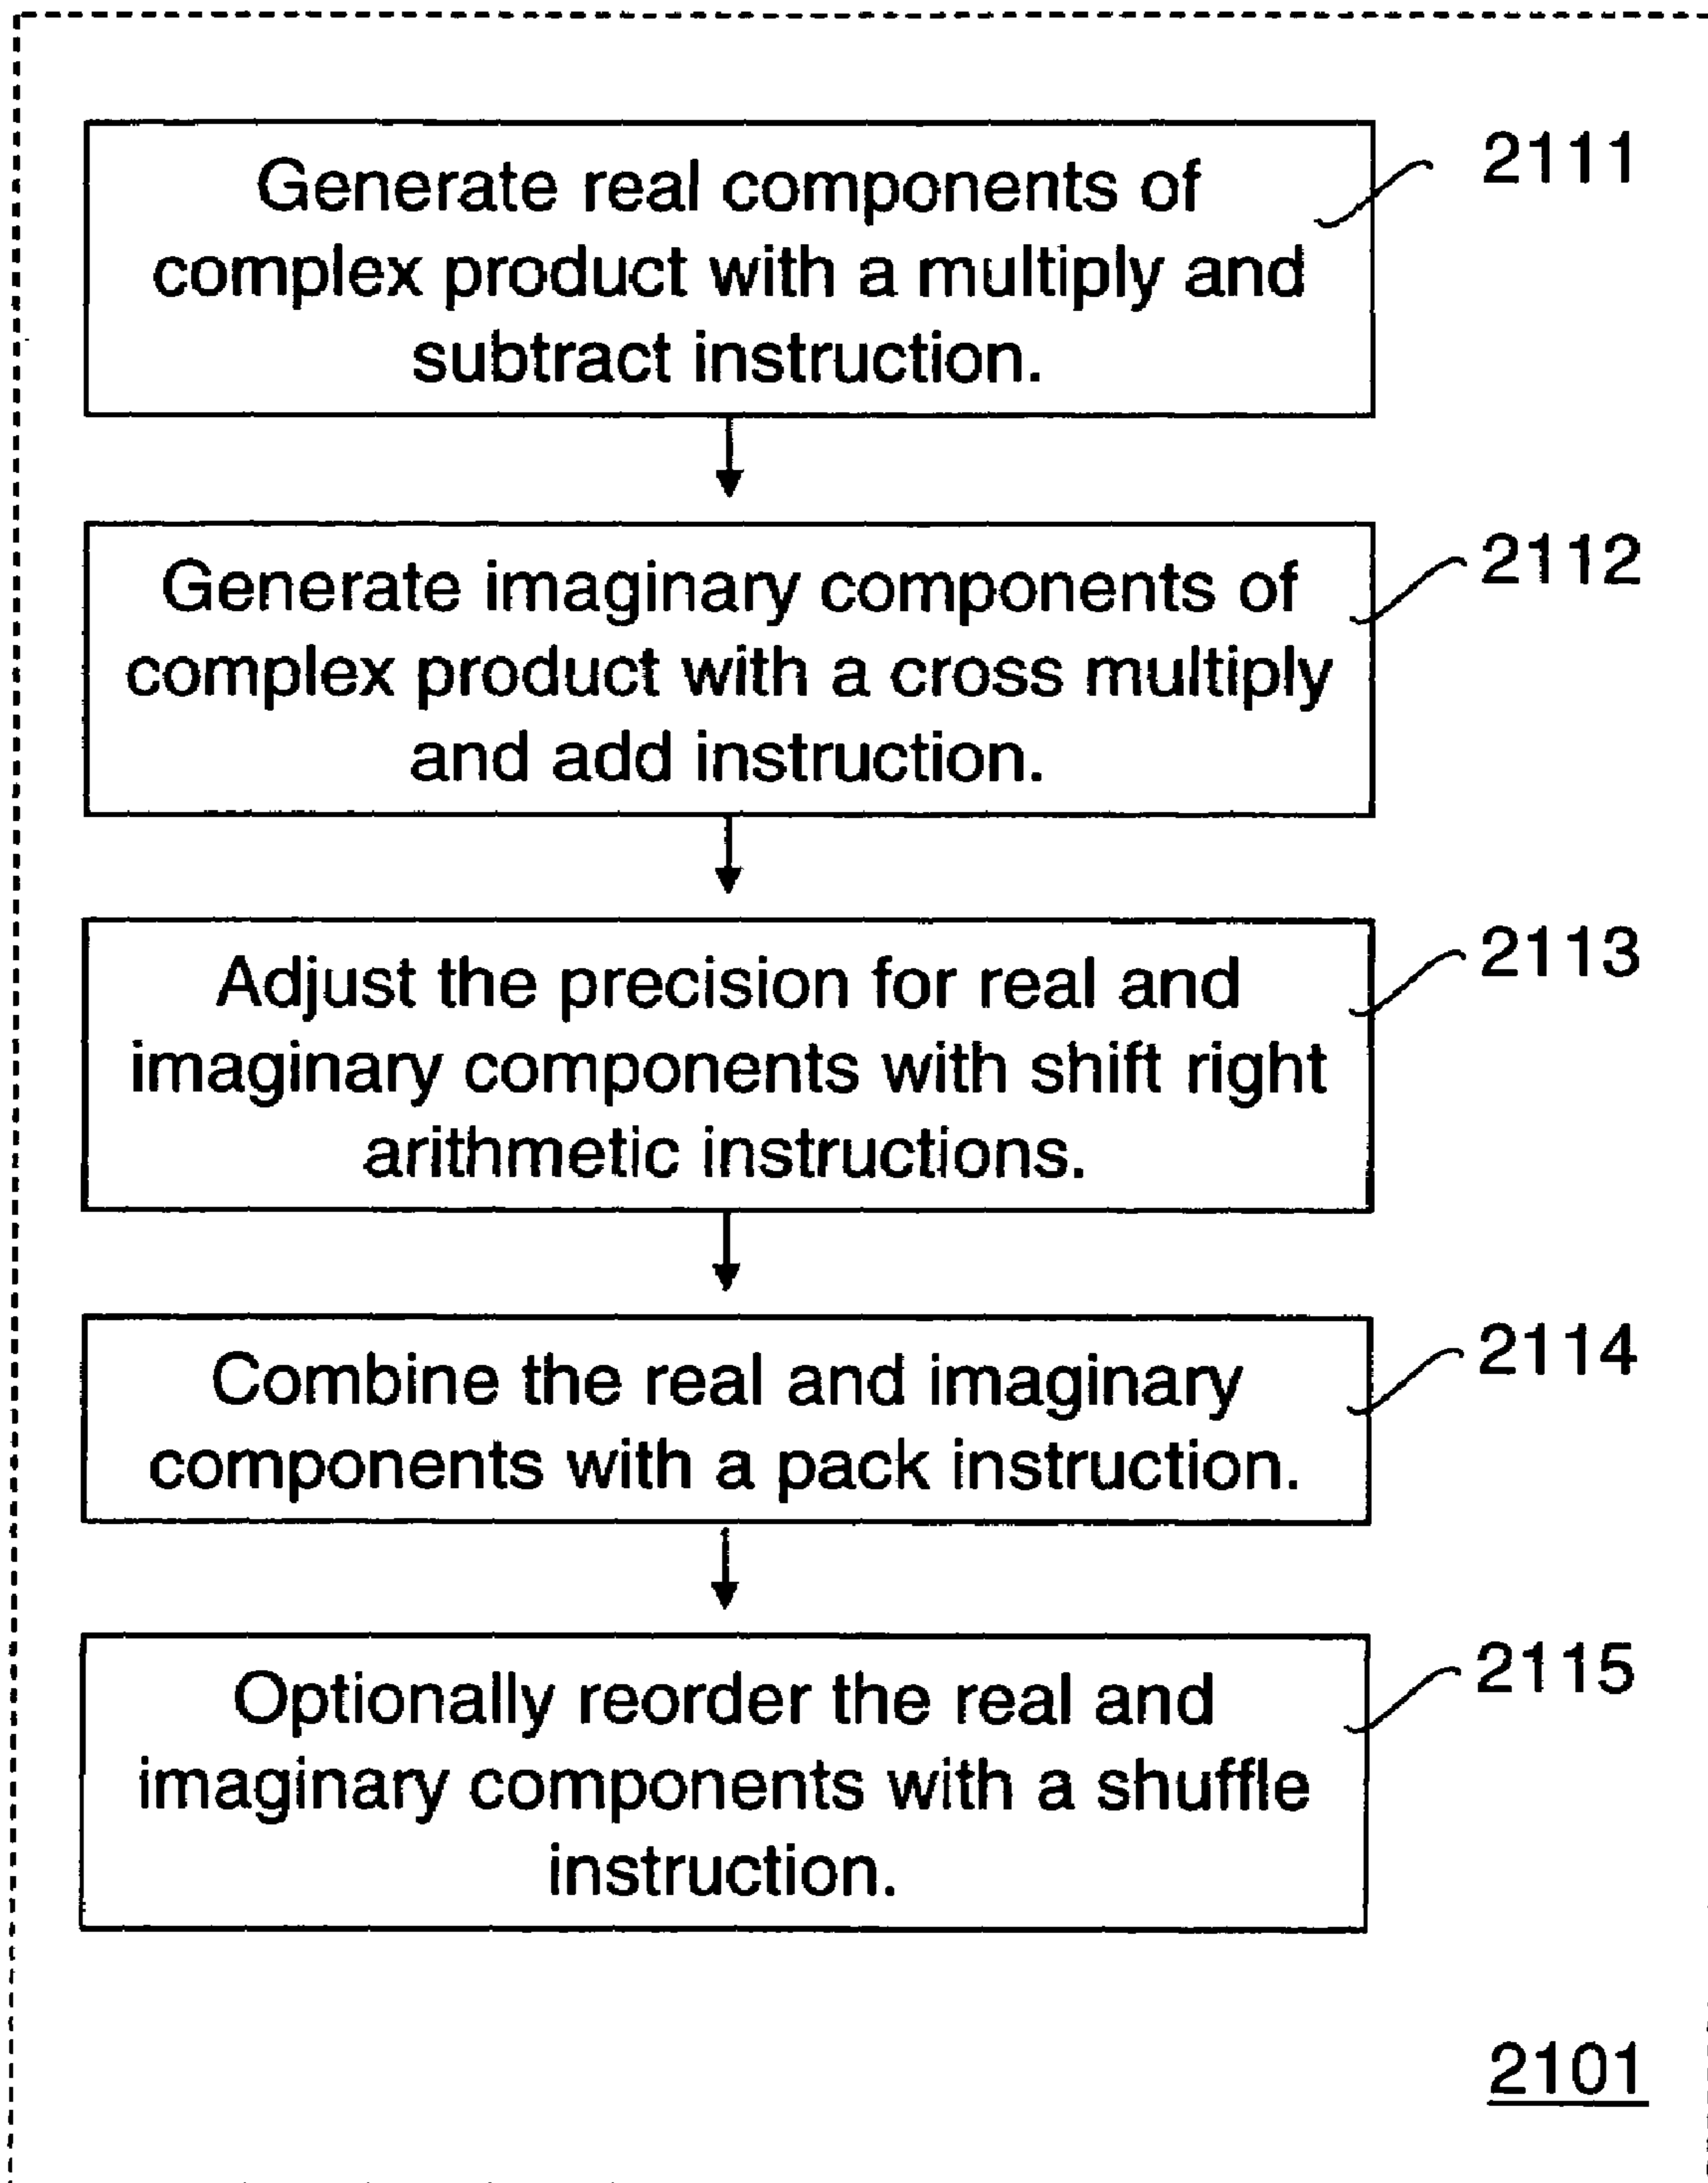 Generate real components of
complex product with a multiply and
subtract instruction.
2111
Generate imaginary components of
complex product with a cross multiply
and add instruction.
2112
Adjust the precision for real and
imaginary components with shift right
arithmetic instructions.
2113
Combine the real and imaginary
components with a pack instruction.
2114
Optionally reorder the real and
imaginary components with a shuffle
instruction.
2115
2101